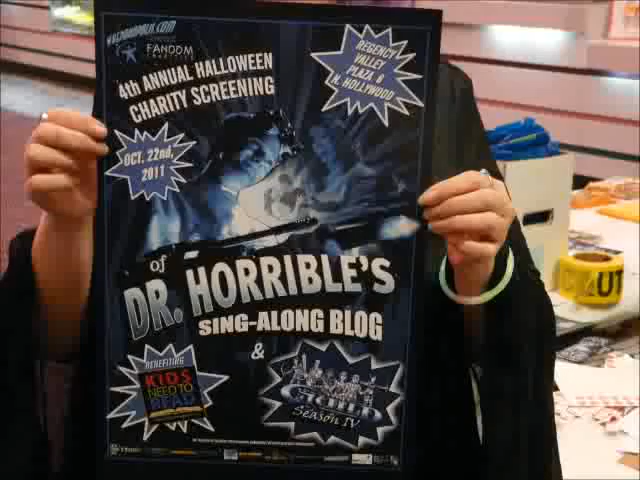 FANDOM
4th ANNUAL HALLOWEEN
CHARITY SCREENING
REGENCY
VALLEY
PLAZA 6
N. HOLLYWOOD
OCT. 22nd,
2011
of
DR. HORRIBLE'S
SING-ALONG BLOG
&
BENEFITING
KIDS
NEED TO
READ
Season IV
UT